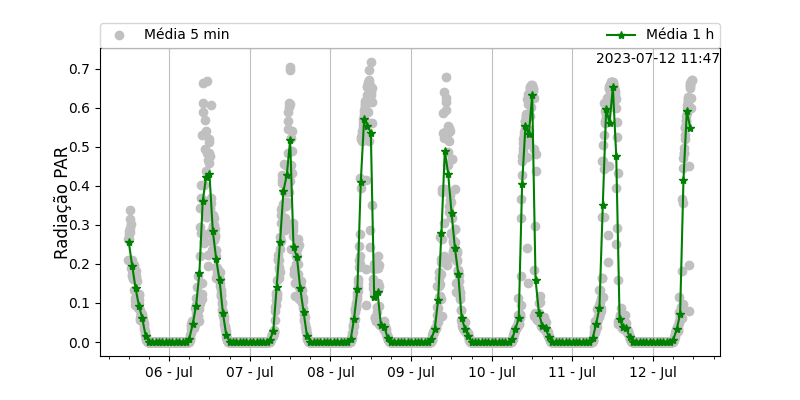 Média 5 min
Média 1 h
2023-07-12 11:47
Radiação PAR
0.7
0.6
0.5
0.4
0.3
0.2
0.1
0.0
06 - Jul
07 - Jul
08 - Jul
09 - Jul
10 - Jul
11 - Jul
12 - Jul